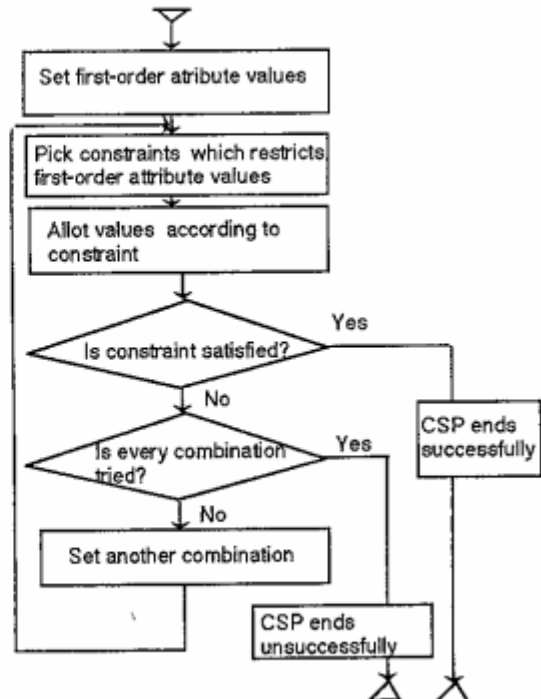 Set first-order atribute values
Pick constraints which restricts,
first-order attribute values
Allot values according to
constraint
Is constraint satisfied?
Yes
No
CSP ends
successfully
Is every combination
tried?
Yes
No
Set another combination
CSP ends
unsuccessfully